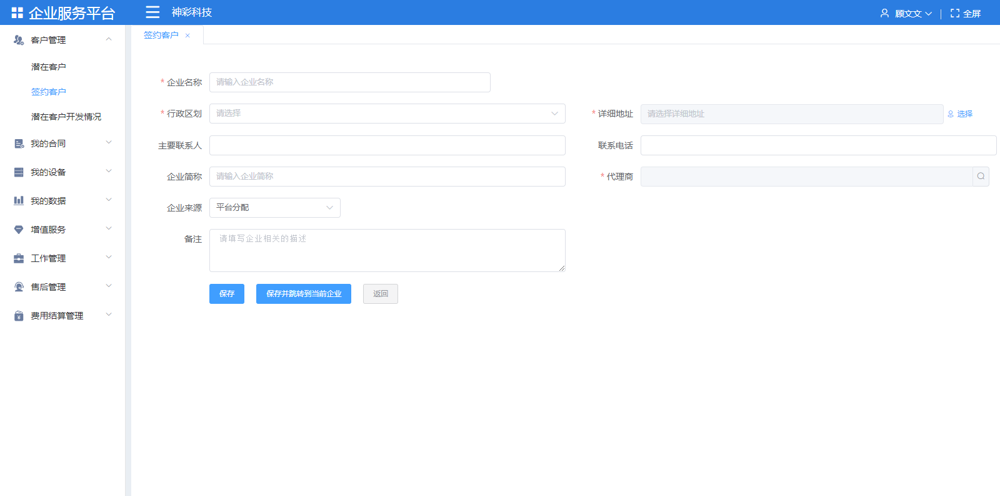 企业服务平台
神彩科技
顾文文
全屏
客户管理
潜在客户
签约客户
潜在客户开发情况
我的合同
我的设备
我的数据
增值服务
工作管理
售后管理
费用结算管理
签约客户 ×
* 企业名称 请输入企业名称
* 行政区划 请选择
* 详细地址 请选择详细地址 选择
主要联系人
联系电话
企业简称 请输入企业简称
* 代理商
企业来源 平台分配
备注 请填写企业相关的描述
保存 保存并跳转到当前企业 返回